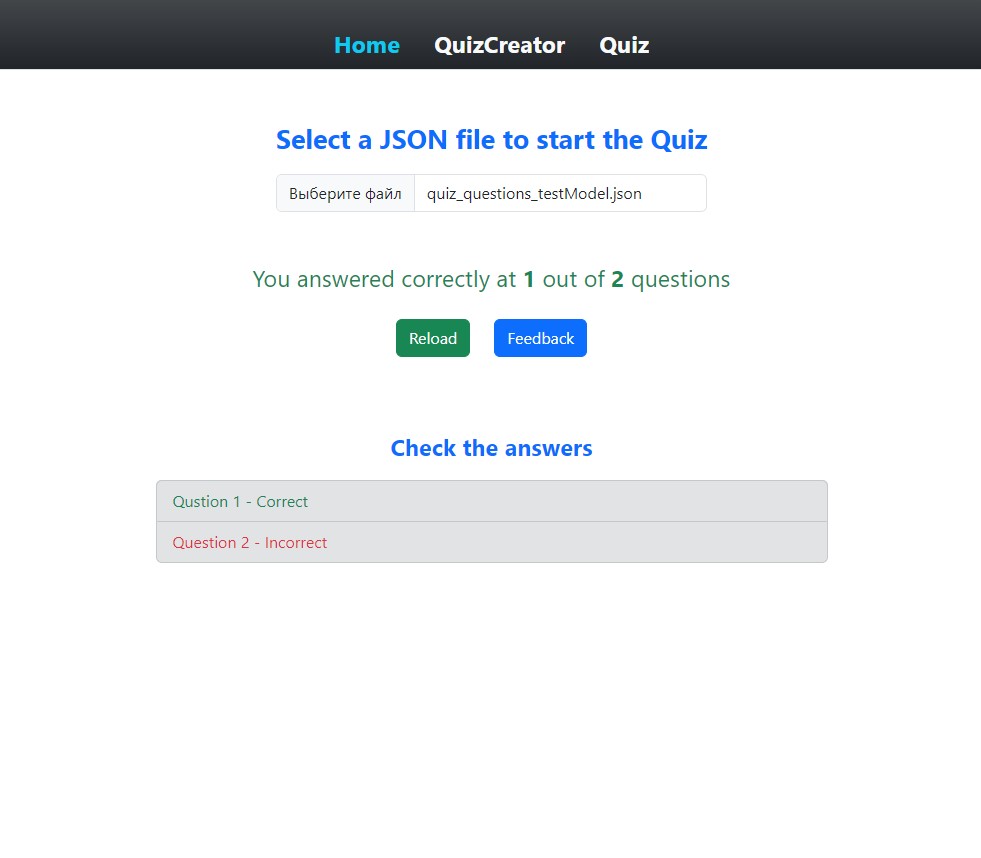 Home QuizCreator Quiz
Select a JSON file to start the Quiz
Выберите файл quiz_questions_testModel.json
You answered correctly at 1 out of 2 questions
Reload Feedback
Check the answers
Qustion 1 - Correct
Question 2 - Incorrect